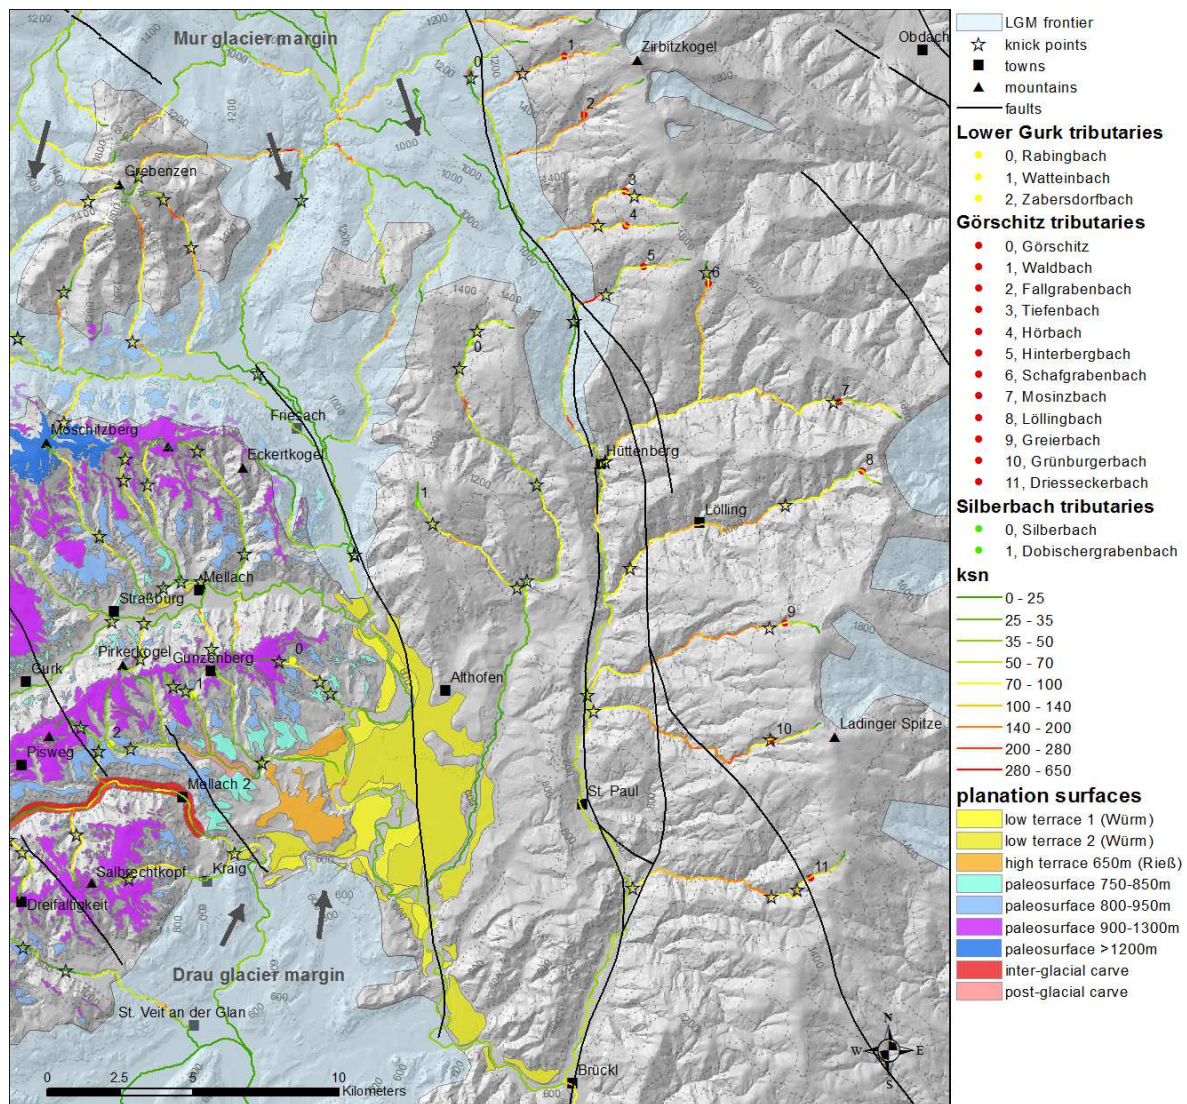 Mur glacier margin
Zirbitzkogel
Obdach
Grebenzen
Friesach
Moschitzberg
Eckertkogel
Hüttenberg
Lölling
Mellach
Straßburg
Pirkerkogel
Gunzenberg
Gurk
Althofen
Ladinger Spitze
Pisweg
Mellach 2
St. Paul
Kraig
Salbrechtkopf
Dreifaltigkeit
Drau glacier margin
St. Veit an der Glan
Brückl
0 2.5 5 10
Kilometers
N
W E
S
LGM frontier
knick points
towns
mountains
faults
Lower Gurk tributaries
0, Rabingbach
1, Watteinbach
2, Zabersdorfbach
Görschitz tributaries
0, Görschitz
1, Waldbach
2, Fallgrabenbach
3, Tiefenbach
4, Hörbach
5, Hinterbergbach
6, Schafgrabenbach
7, Mosinzbach
8, Löllingbach
9, Greierbach
10, Grünburgerbach
11, Driesseckerbach
Silberbach tributaries
0, Silberbach
1, Dobischergrabenbach
ksn
0 - 25
25 - 35
35 - 50
50 - 70
70 - 100
100 - 140
140 - 200
200 - 280
280 - 650
planation surfaces
low terrace 1 (Würm)
low terrace 2 (Würm)
high terrace 650m (Rieß)
paleosurface 750-850m
paleosurface 800-950m
paleosurface 900-1300m
paleosurface >1200m
inter-glacial carve
post-glacial carve